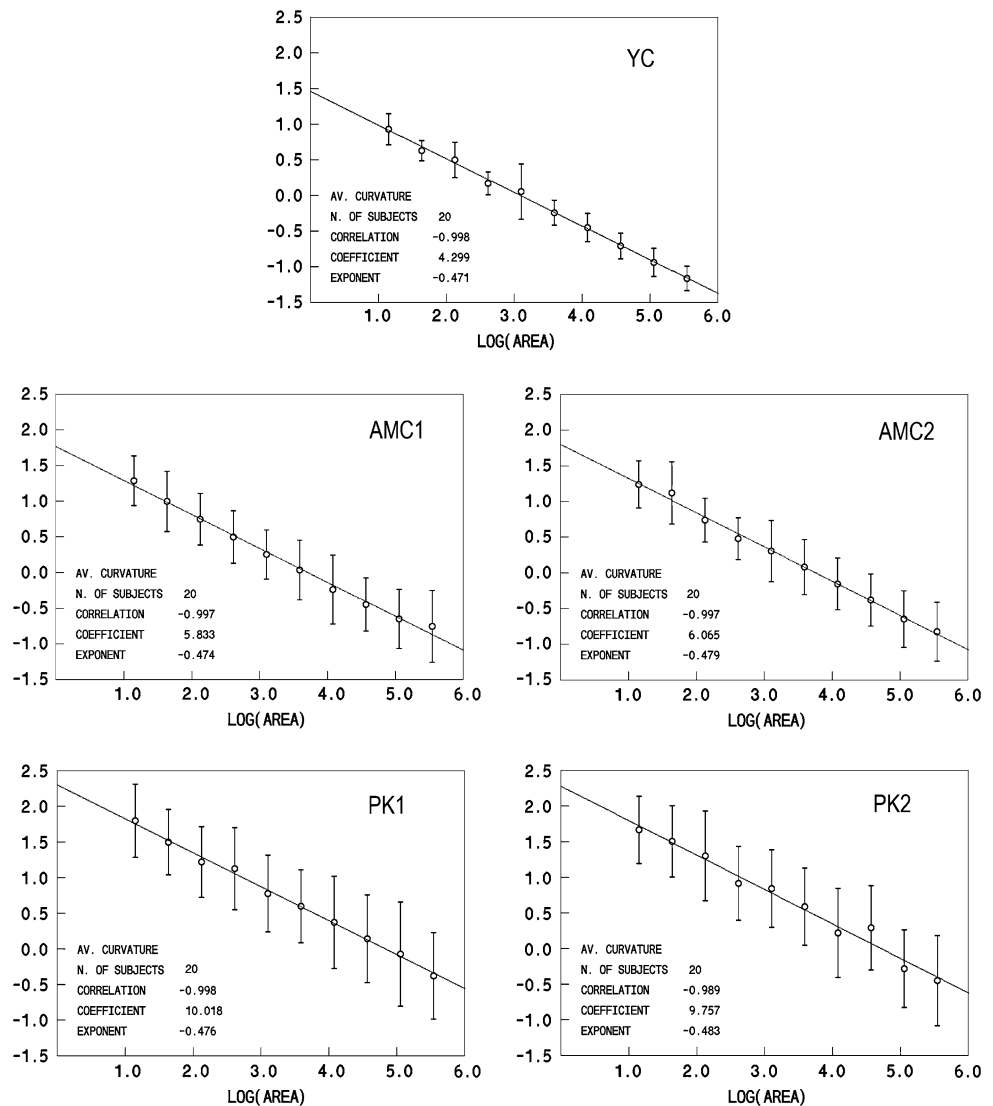 2.5
2.0
1.5
1.0
0.5
0.0
-0.5
-1.0
-1.5
YC
AV. CURVATURE
N. OF SUBJECTS 20
CORRELATION -0.998
COEFFICIENT 4.299
EXPONENT -0.471
1.0 2.0 3.0 4.0 5.0 6.0
LOG(AREA)
2.5
2.0
1.5
1.0
0.5
0.0
-0.5
-1.0
-1.5
AMC1
AV. CURVATURE
N. OF SUBJECTS 20
CORRELATION -0.997
COEFFICIENT 5.833
EXPONENT -0.474
1.0 2.0 3.0 4.0 5.0 6.0
LOG(AREA)
2.5
2.0
1.5
1.0
0.5
0.0
-0.5
-1.0
-1.5
AMC2
AV. CURVATURE
N. OF SUBJECTS 20
CORRELATION -0.997
COEFFICIENT 6.065
EXPONENT -0.479
1.0 2.0 3.0 4.0 5.0 6.0
LOG(AREA)
2.5
2.0
1.5
1.0
0.5
0.0
-0.5
-1.0
-1.5
PK1
AV. CURVATURE
N. OF SUBJECTS 20
CORRELATION -0.998
COEFFICIENT 10.018
EXPONENT -0.476
1.0 2.0 3.0 4.0 5.0 6.0
LOG(AREA)
2.5
2.0
1.5
1.0
0.5
0.0
-0.5
-1.0
-1.5
PK2
AV. CURVATURE
N. OF SUBJECTS 20
CORRELATION -0.989
COEFFICIENT 9.757
EXPONENT -0.483
1.0 2.0 3.0 4.0 5.0 6.0
LOG(AREA)